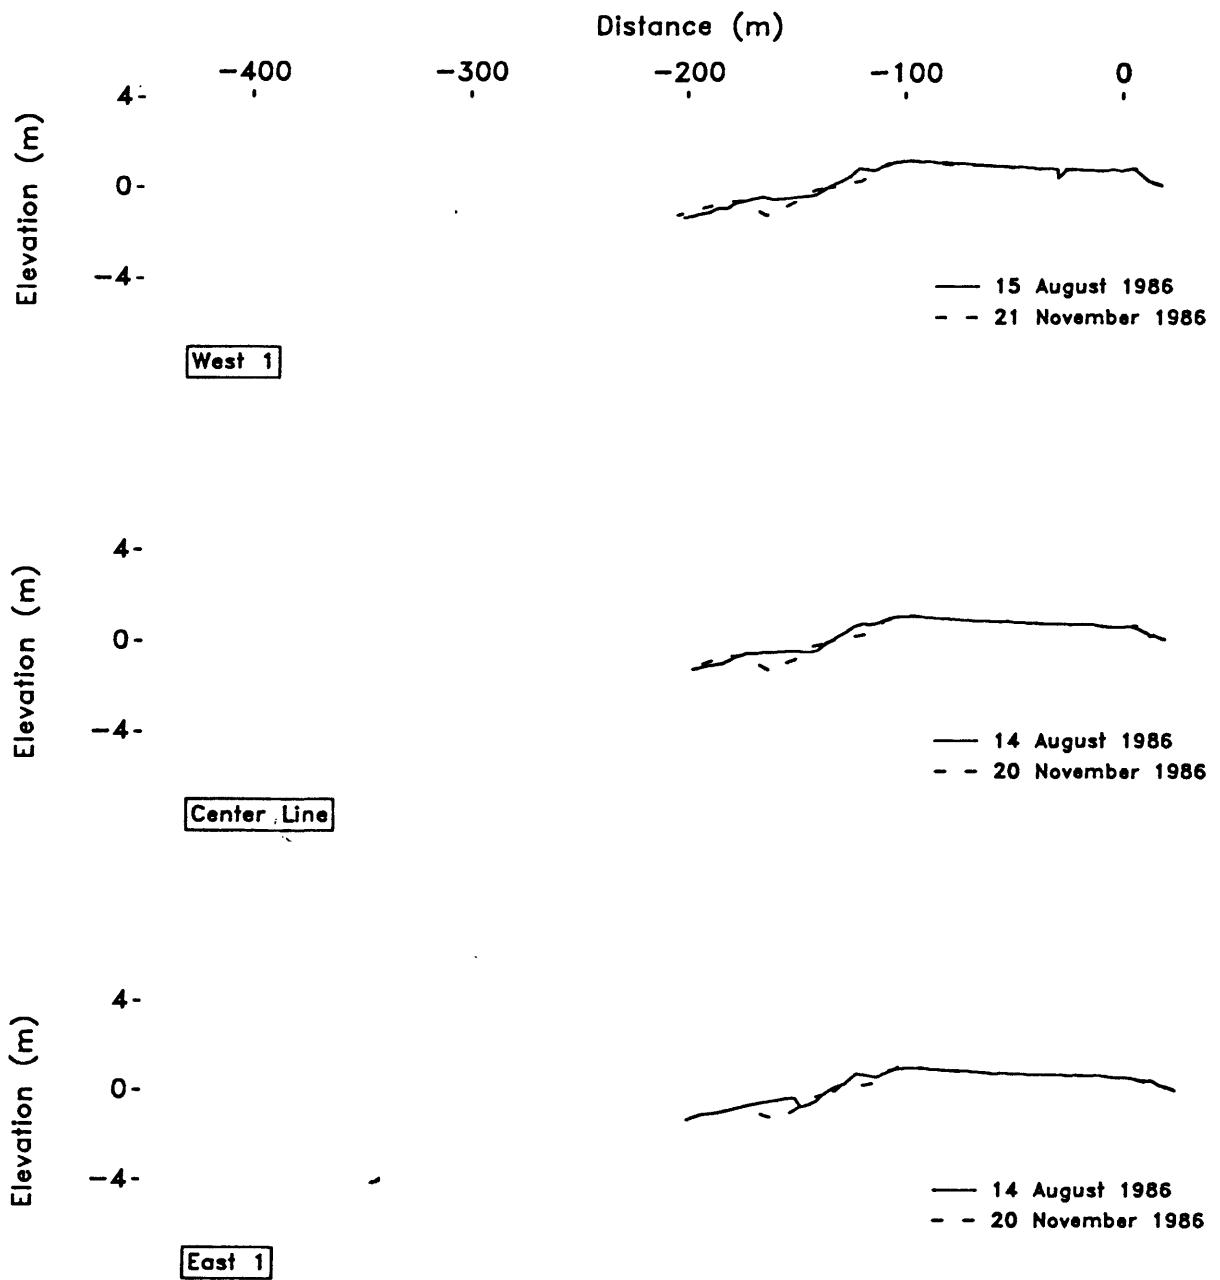 Distance (m)
−400 −300 −200 −100 0
4
Elevation (m)
0
−4
15 August 1986
21 November 1986
West 1
4
Elevation (m)
0
−4
14 August 1986
20 November 1986
Center Line
4
Elevation (m)
0
−4
14 August 1986
20 November 1986
East 1